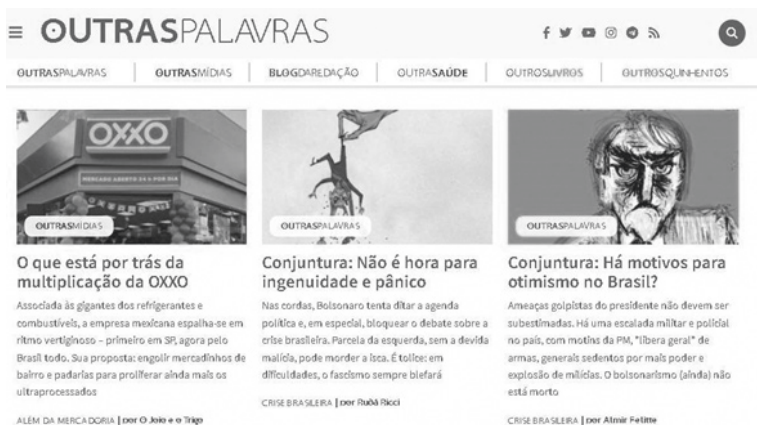 OUTRASPALAVRAS
OUTRASPALAVRAS
OUTRASMÍDIAS
BLOGDAREDAÇÃO
OUTRASAÚDE
OUTROSLIVROS
OUTROSQUINHENTOS
OXXO
MERCADO ABERTO 24 H POR DIA
OUTRASMÍDIAS
O que está por trás da
multiplicação da OXXO
Associada às gigantes dos refrigerantes e
combustíveis, a empresa mexicana espalha-se em
ritmo vertiginoso – primeiro em SP, agora pelo
Brasil todo. Sua proposta: engolir mercadinhos de
bairro e padarias para proliferar ainda mais os
ultraprocessados
ALÉM DA MERCADORIA | por O Joio e o Trigo
OUTRASPALAVRAS
Conjuntura: Não é hora para
ingenuidade e pânico
Nas cordas, Bolsonaro tenta ditar a agenda
política e, em especial, bloquear o debate sobre a
crise brasileira. Parcela da esquerda, sem a devida
malícia, pode morder a isca. É tolice: em
dificuldades, o fascismo sempre blefará
CRISE BRASILEIRA | por Rudá Ricci
OUTRASPALAVRAS
Conjuntura: Há motivos para
otimismo no Brasil?
Ameaças golpistas do presidente não devem ser
subestimadas. Há uma escalada militar e policial
no país, com motins da PM, "libera geral" de
armas, generais sedentos por mais poder e
explosão de milícias. O bolsonarismo (ainda) não
está morto
CRISE BRASILEIRA | por Almir Felitte